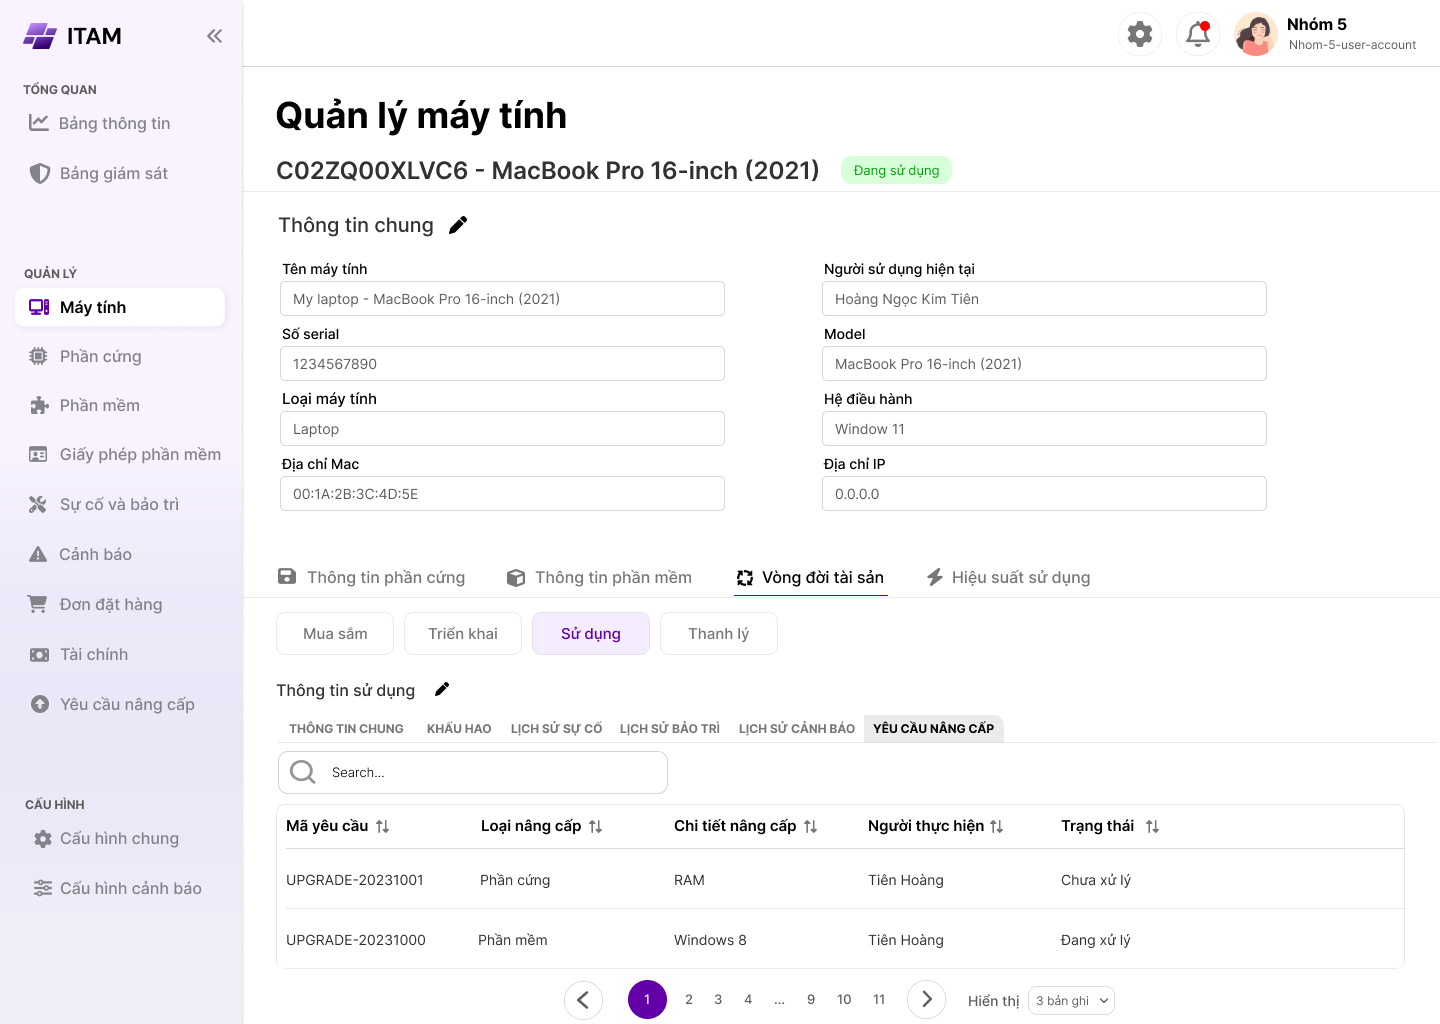 ITAM
Nhóm 5
Nhom-5-user-account
TỔNG QUAN
Bảng thông tin
Bảng giám sát
QUẢN LÝ
Máy tính
Phần cứng
Phần mềm
Giấy phép phần mềm
Sự cố và bảo trì
Cảnh báo
Đơn đặt hàng
Tài chính
Yêu cầu nâng cấp
CẤU HÌNH
Cấu hình chung
Cấu hình cảnh báo
Quản lý máy tính
C02ZQ00XLVC6 - MacBook Pro 16-inch (2021) Đang sử dụng
Thông tin chung
Tên máy tính
My laptop - MacBook Pro 16-inch (2021)
Người sử dụng hiện tại
Hoàng Ngọc Kim Tiên
Số serial
1234567890
Model
MacBook Pro 16-inch (2021)
Loại máy tính
Laptop
Hệ điều hành
Window 11
Địa chỉ Mac
00:1A:2B:3C:4D:5E
Địa chỉ IP
0.0.0.0
Thông tin phần cứng Thông tin phần mềm Vòng đời tài sản Hiệu suất sử dụng
Mua sắm Triển khai Sử dụng Thanh lý
Thông tin sử dụng
THÔNG TIN CHUNG KHẤU HAO LỊCH SỬ SỰ CỐ LỊCH SỬ BẢO TRÌ LỊCH SỬ CẢNH BÁO YÊU CẦU NÂNG CẤP
Search...
Mã yêu cầu Loại nâng cấp Chi tiết nâng cấp Người thực hiện Trạng thái
UPGRADE-20231001 Phần cứng RAM Tiên Hoàng Chưa xử lý
UPGRADE-20231000 Phần mềm Windows 8 Tiên Hoàng Đang xử lý
1 2 3 4 ... 9 10 11 Hiển thị 3 bản ghi